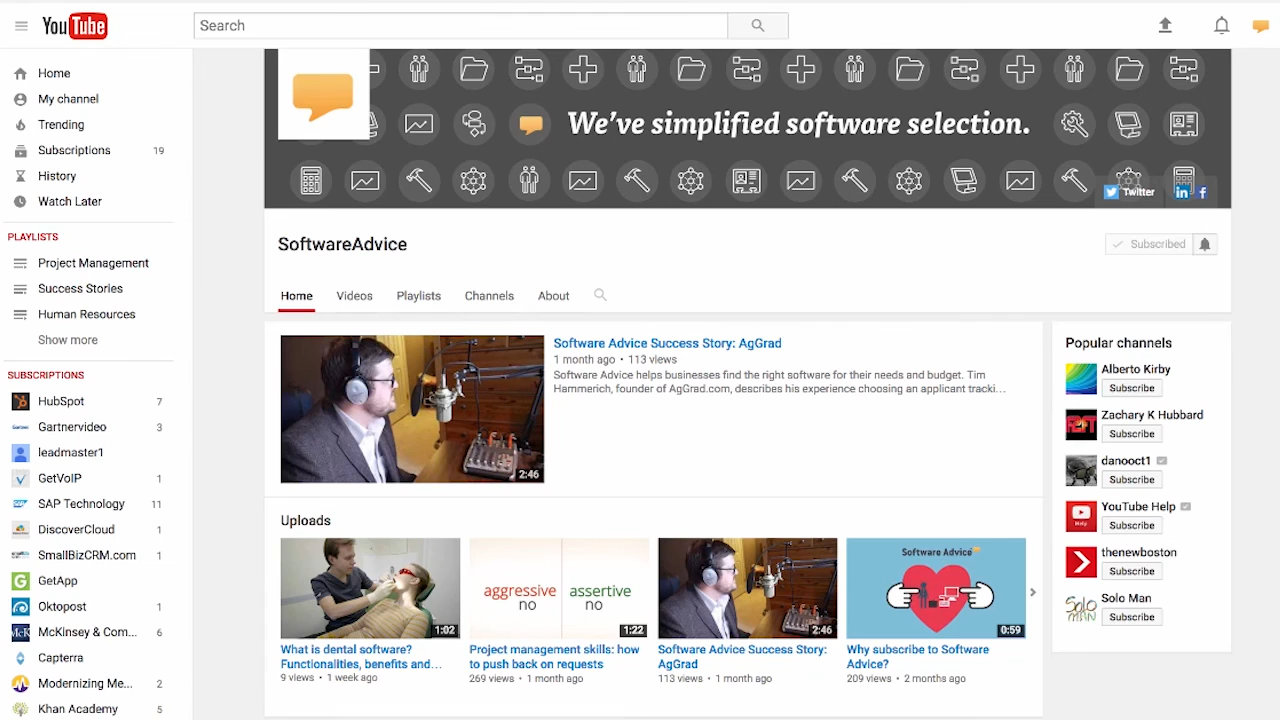 YouTube
Search
Home
My channel
Trending
Subscriptions 19
History
Watch Later
PLAYLISTS
Project Management
Success Stories
Human Resources
Show more
SUBSCRIPTIONS
HubSpot 7
Gartnervideo 3
leadmaster1
GetVoIP 1
SAP Technology 11
DiscoverCloud 1
SmallBizCRM.com 1
GetApp
Oktopost 1
McKinsey & Com... 6
Capterra
Modernizing Me... 2
Khan Academy 5
We've simplified software selection.
Twitter
SoftwareAdvice
Subscribed
Home Videos Playlists Channels About
Software Advice Success Story: AgGrad
1 month ago • 113 views
Software Advice helps businesses find the right software for their needs and budget. Tim
Hammerich, founder of AgGrad.com, describes his experience choosing an applicant tracki...
2:46
Uploads
1:02
What is dental software?
Functionalities, benefits and...
9 views • 1 week ago
aggressive assertive
no no
1:22
Project management skills: how
to push back on requests
269 views • 1 month ago
2:46
Software Advice Success Story:
AgGrad
113 views • 1 month ago
Software Advice
0:59
Why subscribe to Software
Advice?
209 views • 2 months ago
Popular channels
Alberto Kirby
Subscribe
Zachary K Hubbard
Subscribe
danooct1
Subscribe
YouTube Help
Subscribe
thenewboston
Subscribe
Solo Man
Subscribe